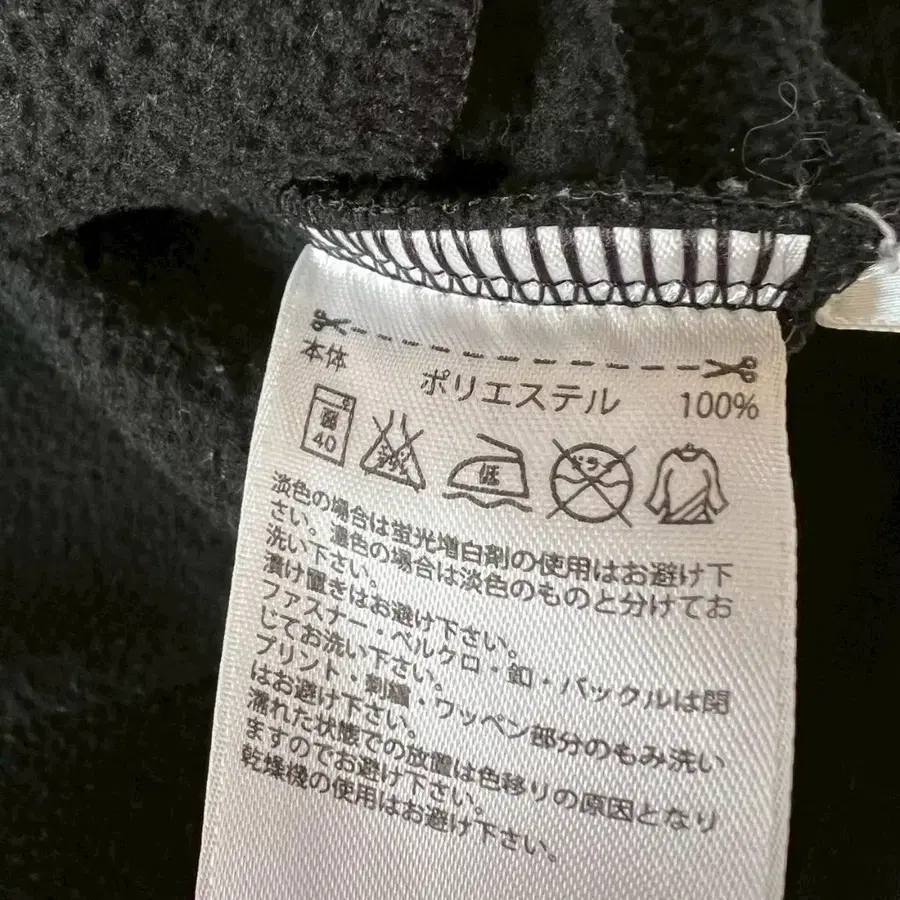 本体
ポリエステル 100%
40
低
ドライ
淡色の場合は蛍光増白剤の使用はお避け下
さい。濃色の場合は淡色のものと分けてお
洗い下さい。
漬け置きはお避け下さい。
ファスナー・ベルクロ・釦・バックルは閉
じてお洗い下さい。
プリント・刺繍・ワッペン部分のもみ洗い
はお避け下さい。
濡れた状態での放置は色移りの原因となり
ますのでお避け下さい。
乾燥機の使用はお避け下さい。